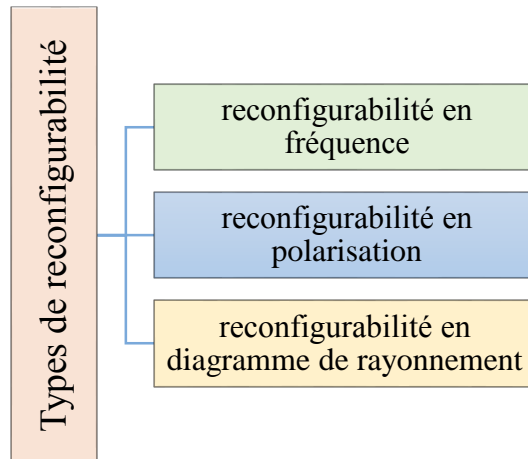 Types de reconfigurabilité
reconfigurabilité en
fréquence
reconfigurabilité en
polarisation
reconfigurabilité en
diagramme de rayonnement